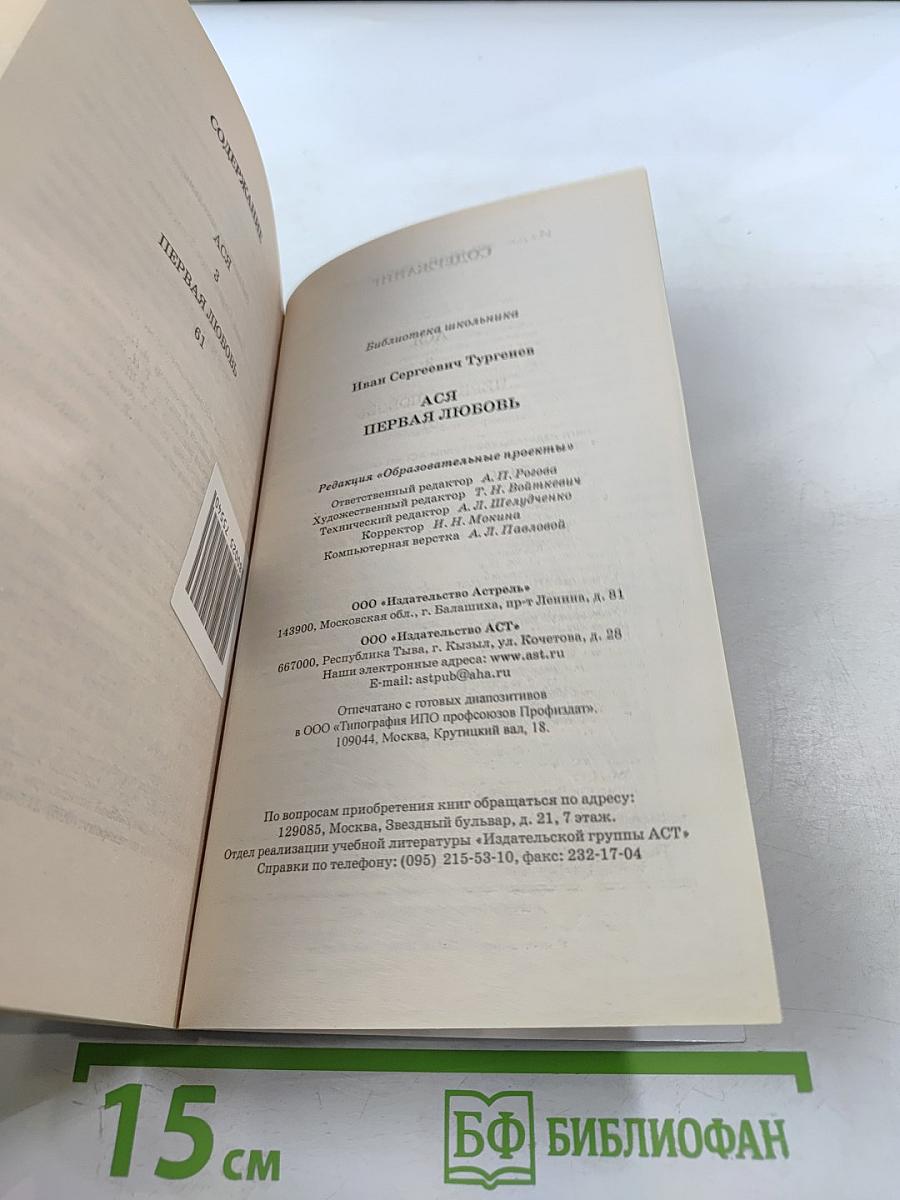 СОДЕРЖАНИЕ
АСЯ
3
ПЕРВАЯ ЛЮБОВЬ
61
Библиотека школьника
Иван Сергеевич Тургенев
АСЯ
ПЕРВАЯ ЛЮБОВЬ
Редакция «Образовательные проекты»
Ответственный редактор А. П. Рогова
Художественный редактор Т. Н. Войткевич
Технический редактор А. Л. Шелудченко
Корректор И. Н. Мокина
Компьютерная верстка А. Л. Павловой
ООО «Издательство Астрель»
143900, Московская обл., г. Балашиха, пр-т Ленина, д. 81
ООО «Издательство АСТ»
667000, Республика Тыва, г. Кызыл, ул. Кочетова, д. 28
Наши электронные адреса: www.ast.ru
E-mail: astpub@aha.ru
Отпечатано с готовых диапозитивов
в ООО «Типография ИПО профсоюзов Профиздат».
109044, Москва, Крутицкий вал, 18.
По вопросам приобретения книг обращаться по адресу:
129085, Москва, Звездный бульвар, д. 21, 7 этаж.
Отдел реализации учебной литературы «Издательской группы АСТ»
Справки по телефону: (095) 215-53-10, факс: 232-17-04
15 см
БФ БИБЛИОФАН